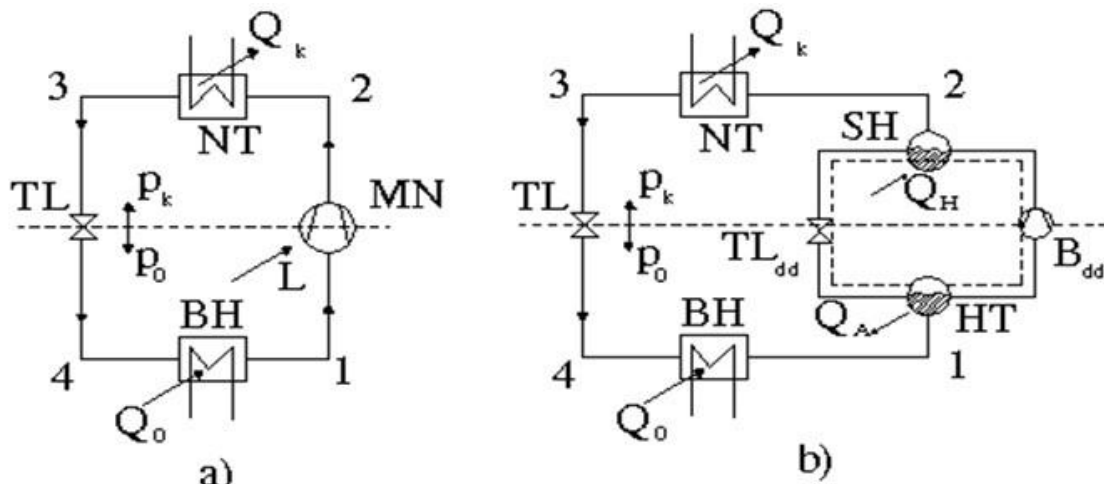 Q k
3
2
NT
TL
p k
p 0
MN
L
BH
4
1
Q 0
a)
Q k
3
2
NT
SH
Q H
TL
p k
p 0
TL dd
B dd
BH
Q A
HT
4
1
Q 0
b)